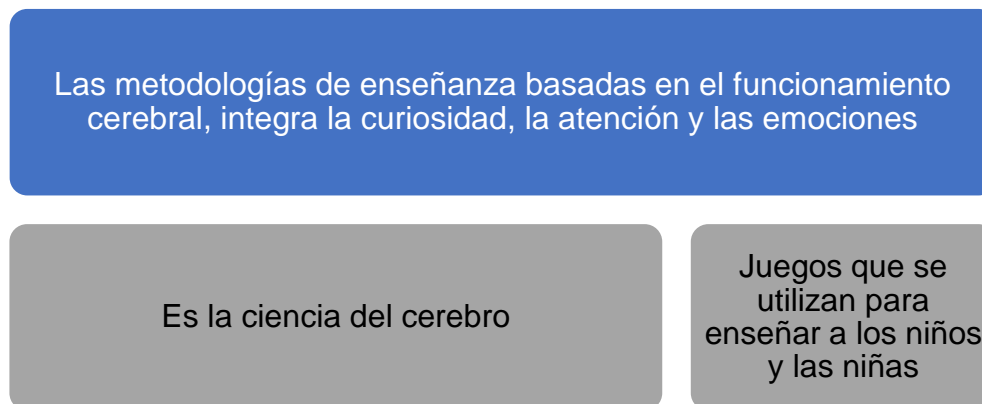 Las metodologías de enseñanza basadas en el funcionamiento
cerebral, integra la curiosidad, la atención y las emociones
Es la ciencia del cerebro
Juegos que se
utilizan para
enseñar a los niños
y las niñas